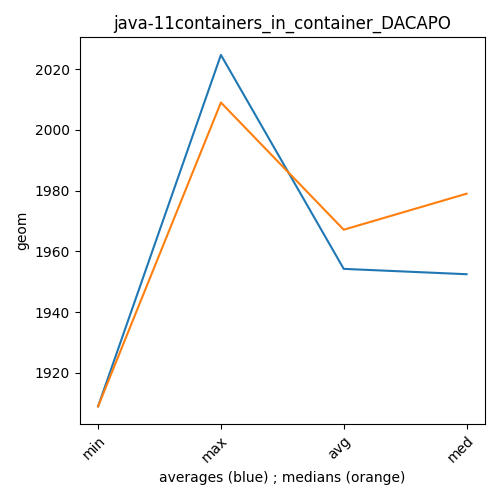 java-11containers_in_container_DACAPO
2020
2000
1980
1960
1940
1920
geom
min
max
avg
med
averages (blue) ; medians (orange)